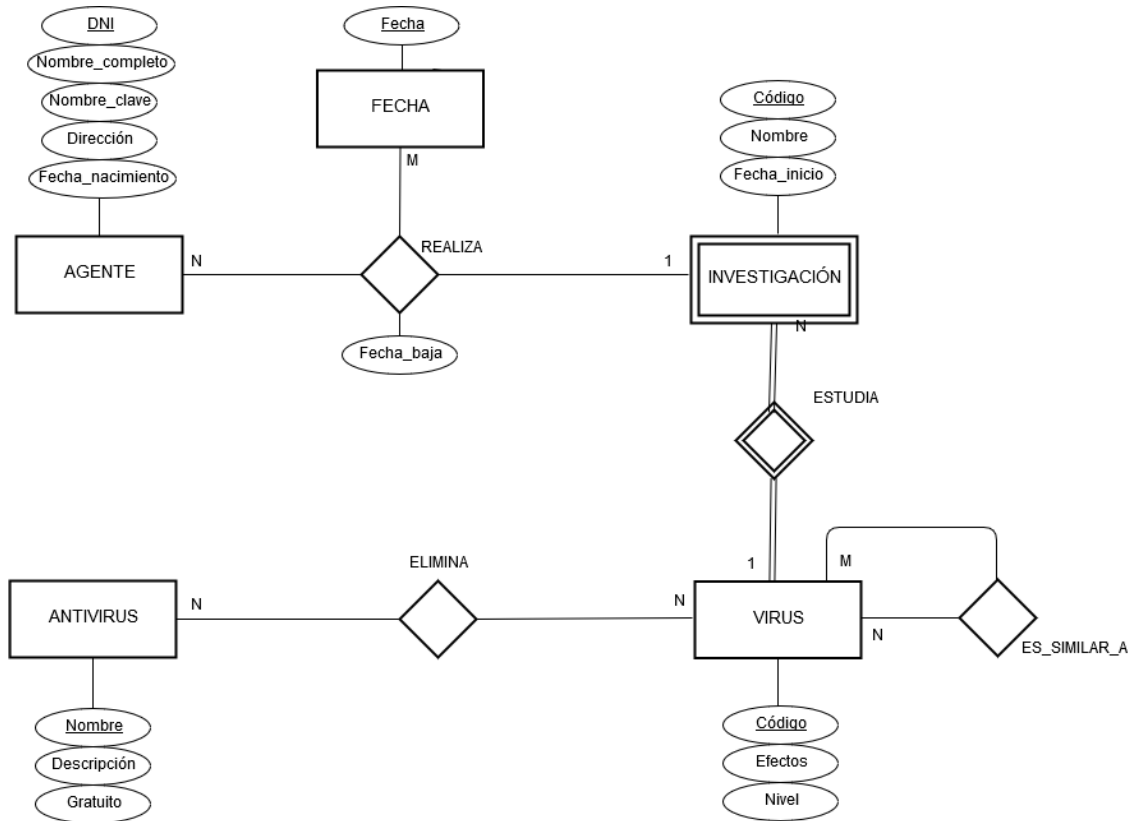 DNI
Nombre_completo
Nombre_clave
Dirección
Fecha_nacimiento
AGENTE
Fecha
FECHA
M
Código
Nombre
Fecha_inicio
INVESTIGACIÓN
N
REALIZA
1
Fecha_baja
N
ESTUDIA
1
M
N
ES_SIMILAR_A
ELIMINA
ANTIVIRUS
N
N
VIRUS
Nombre
Descripción
Gratuito
Código
Efectos
Nivel